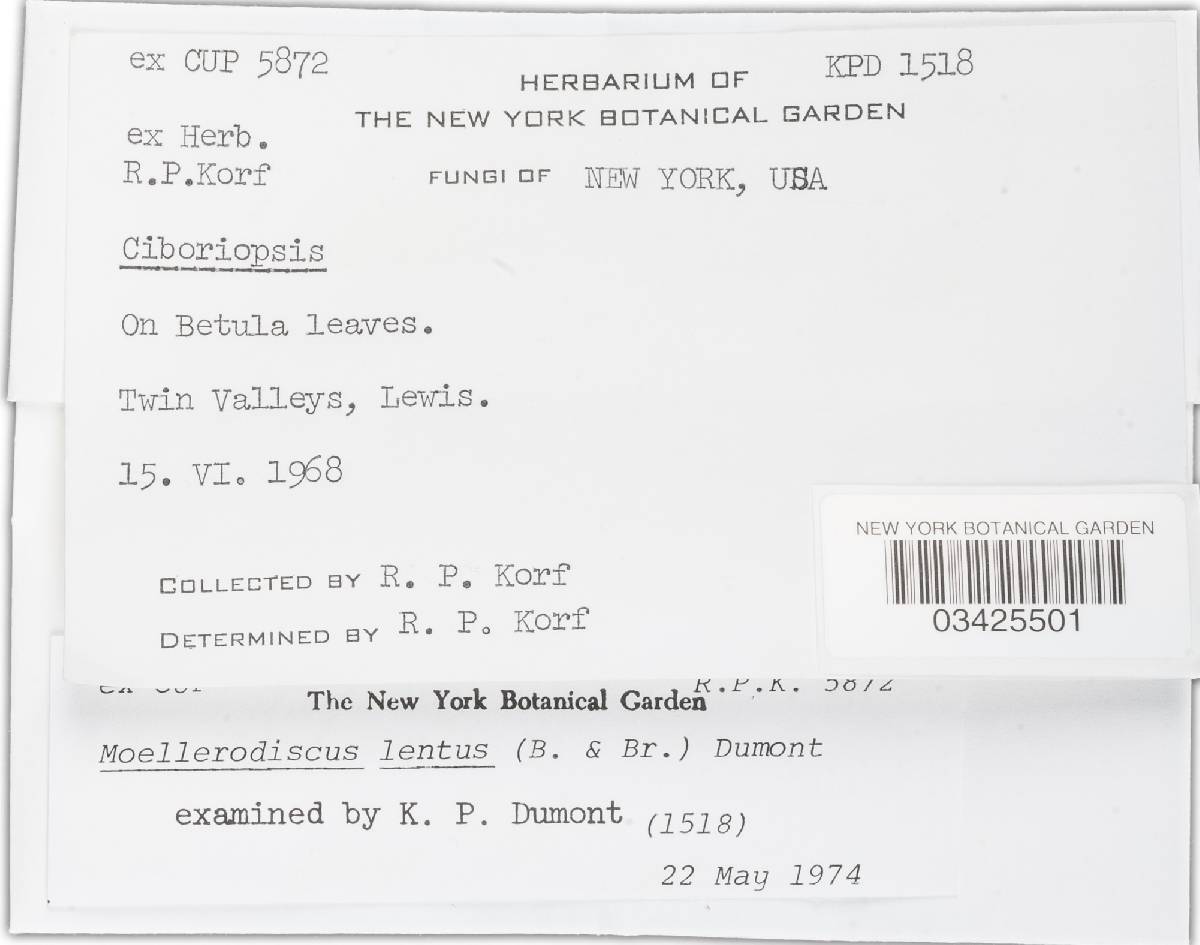 ex CUP 5872
KPD 1518
HERBARIUM OF
THE NEW YORK BOTANICAL GARDEN
ex Herb.
R.P.Korf
FUNGI OF NEW YORK, USA
Ciboriopsis
On Betula leaves.
Twin Valleys, Lewis.
15. VI. 1968
NEW YORK BOTANICAL GARDEN
03425501
COLLECTED BY R. P. Korf
DETERMINED BY R. P. Korf
R.P.K. 5872
The New York Botanical Garden
Moellerodiscus lentus (B. & Br.) Dumont
examined by K. P. Dumont (1518)
22 May 1974